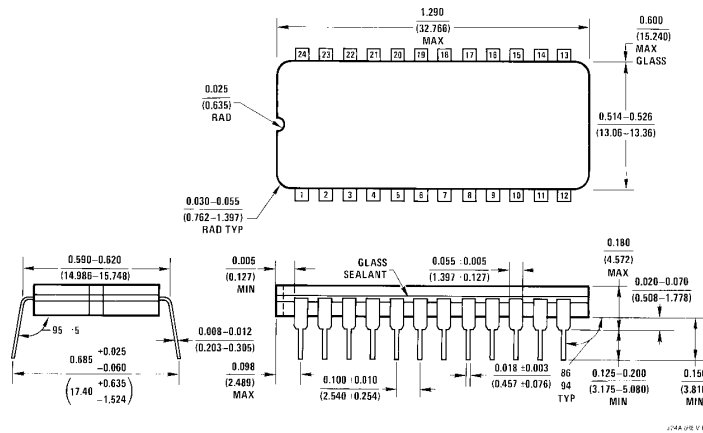 1.290
(32.766)
MAX
0.600
(15.240)
MAX
GLASS
24 23 22 21 20 19 18 17 16 15 14 13
0.025
(0.635)
RAD
0.514–0.526
(13.06–13.36)
0.030–0.055
(0.762–1.397)
RAD TYP
1 2 3 4 5 6 7 8 9 10 11 12
0.590–0.620
(14.986–15.748)
0.005
(0.127)
MIN
GLASS
SEALANT
0.055 ±0.005
(1.397 ±0.127)
0.180
(4.572)
MAX
0.020–0.070
(0.508–1.778)
95 ·5
0.008–0.012
(0.203–0.305)
0.685 +0.025
−0.060
(17.40 +0.635
−1.524)
0.098
(2.489)
MAX
0.100 ±0.010
(2.540 ±0.254)
0.018 ±0.003
(0.457 ±0.076)
86
94
TYP
0.125–0.200
(3.175–5.080)
MIN
0.150
(3.810
MIN